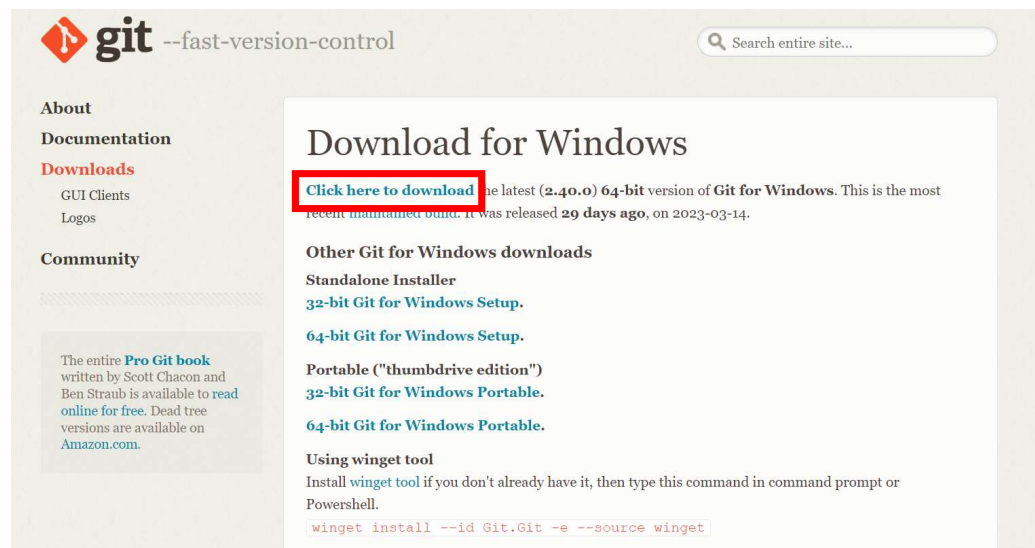 git --fast-version-control
Search entire site...
About
Documentation
Downloads
GUI Clients
Logos
Community
The entire Pro Git book
written by Scott Chacon and
Ben Straub is available to read
online for free. Dead tree
versions are available on
Amazon.com.
Download for Windows
Click here to download he latest (2.40.0) 64-bit version of Git for Windows. This is the most
recent maintained build. It was released 29 days ago, on 2023-03-14.
Other Git for Windows downloads
Standalone Installer
32-bit Git for Windows Setup.
64-bit Git for Windows Setup.
Portable ("thumbdrive edition")
32-bit Git for Windows Portable.
64-bit Git for Windows Portable.
Using winget tool
Install winget tool if you don't already have it, then type this command in command prompt or
Powershell.
winget install --id Git.Git -e --source winget